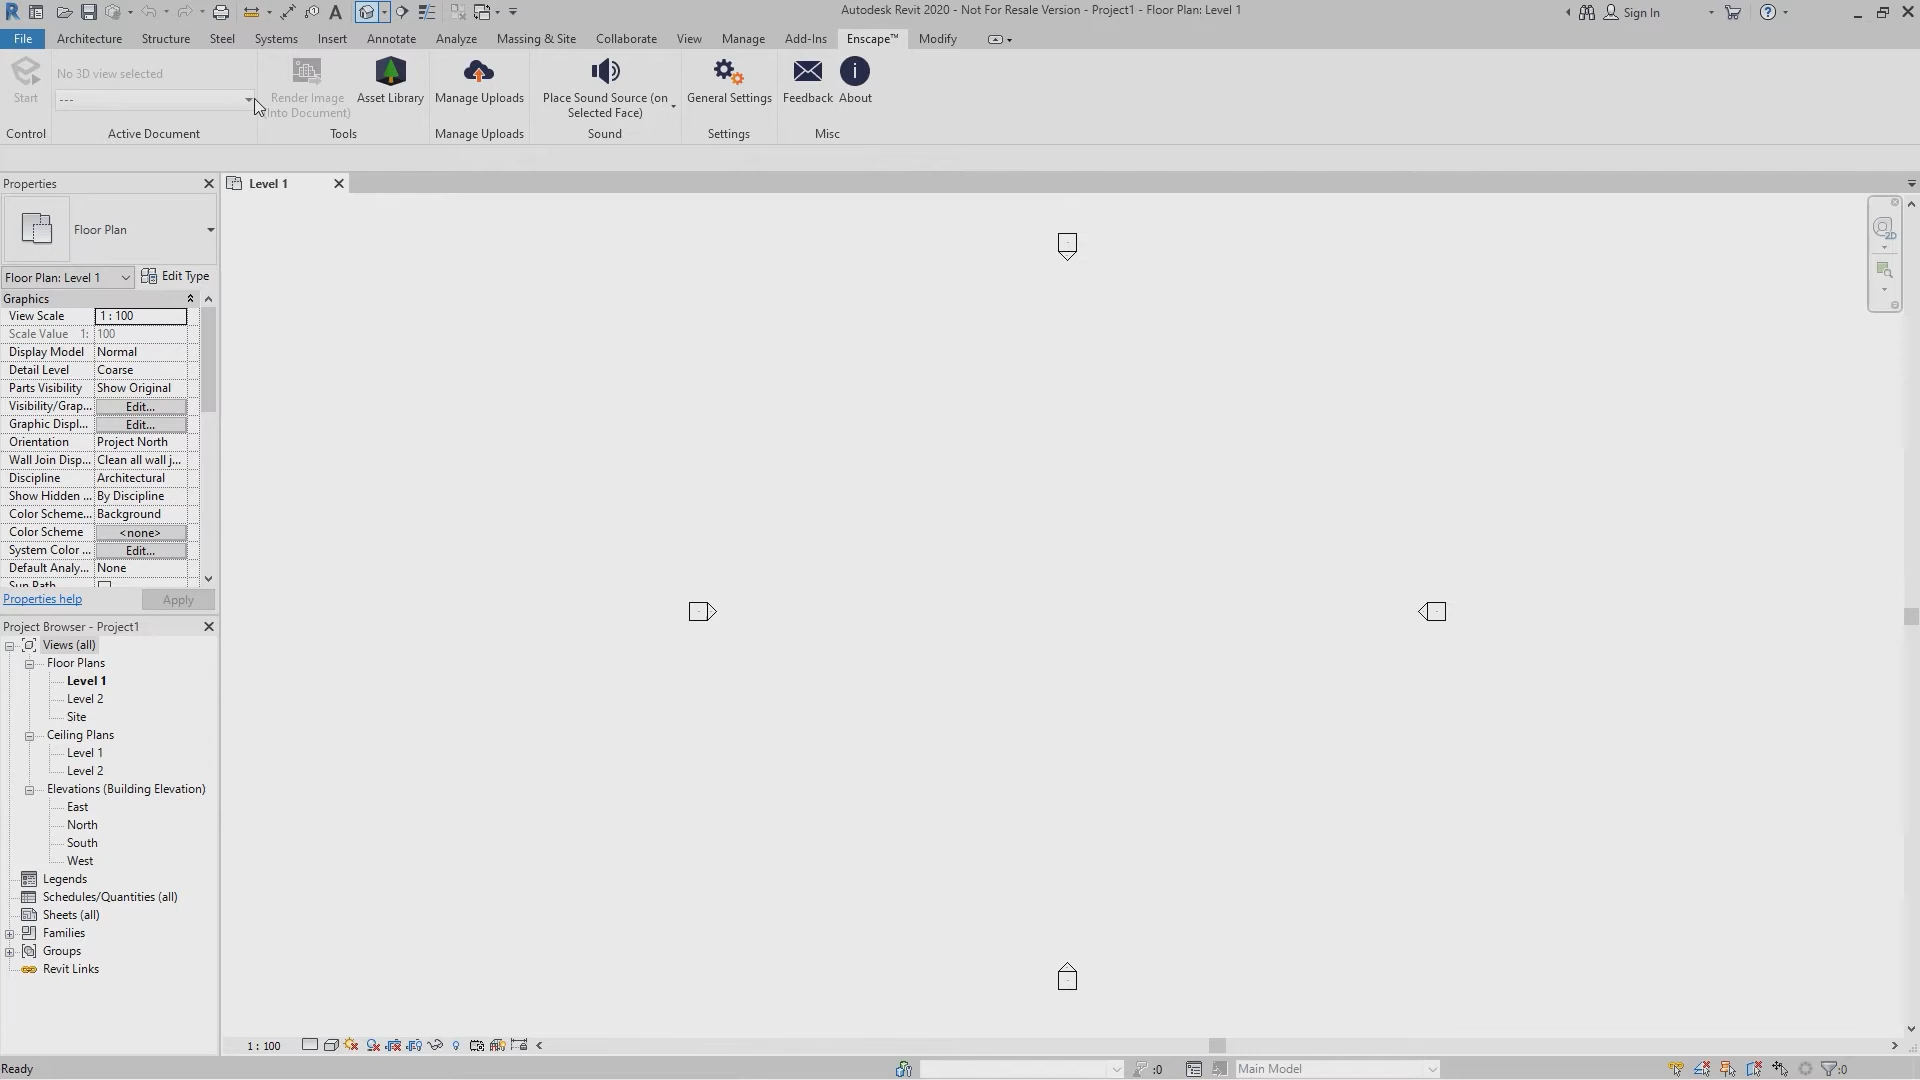 Autodesk Revit 2020 - Not For Resale Version - Project1 - Floor Plan: Level 1
Sign In
File
Architecture
Structure
Steel
Systems
Insert
Annotate
Analyze
Massing & Site
Collaborate
View
Manage
Add-Ins
Enscape™
Modify
Start
No 3D view selected
---
Render Image
(into Document)
Asset Library
Manage Uploads
Place Sound Source (on
Selected Face)
General Settings
Feedback
About
Control
Active Document
Tools
Manage Uploads
Sound
Settings
Misc
Properties
Level 1
Floor Plan
Floor Plan: Level 1
Edit Type
Graphics
View Scale 1 : 100
Scale Value 1: 100
Display Model Normal
Detail Level Coarse
Parts Visibility Show Original
Visibility/Grap... Edit...
Graphic Displ... Edit...
Orientation Project North
Wall Join Disp... Clean all wall j...
Discipline Architectural
Show Hidden ... By Discipline
Color Scheme... Background
Color Scheme <none>
System Color ... Edit...
Default Analy... None
Sun Path
Properties help
Apply
Project Browser - Project1
Views (all)
Floor Plans
Level 1
Level 2
Site
Ceiling Plans
Level 1
Level 2
Elevations (Building Elevation)
East
North
South
West
Legends
Schedules/Quantities (all)
Sheets (all)
Families
Groups
Revit Links
2D
1 : 100
Ready
:0
Main Model
:0